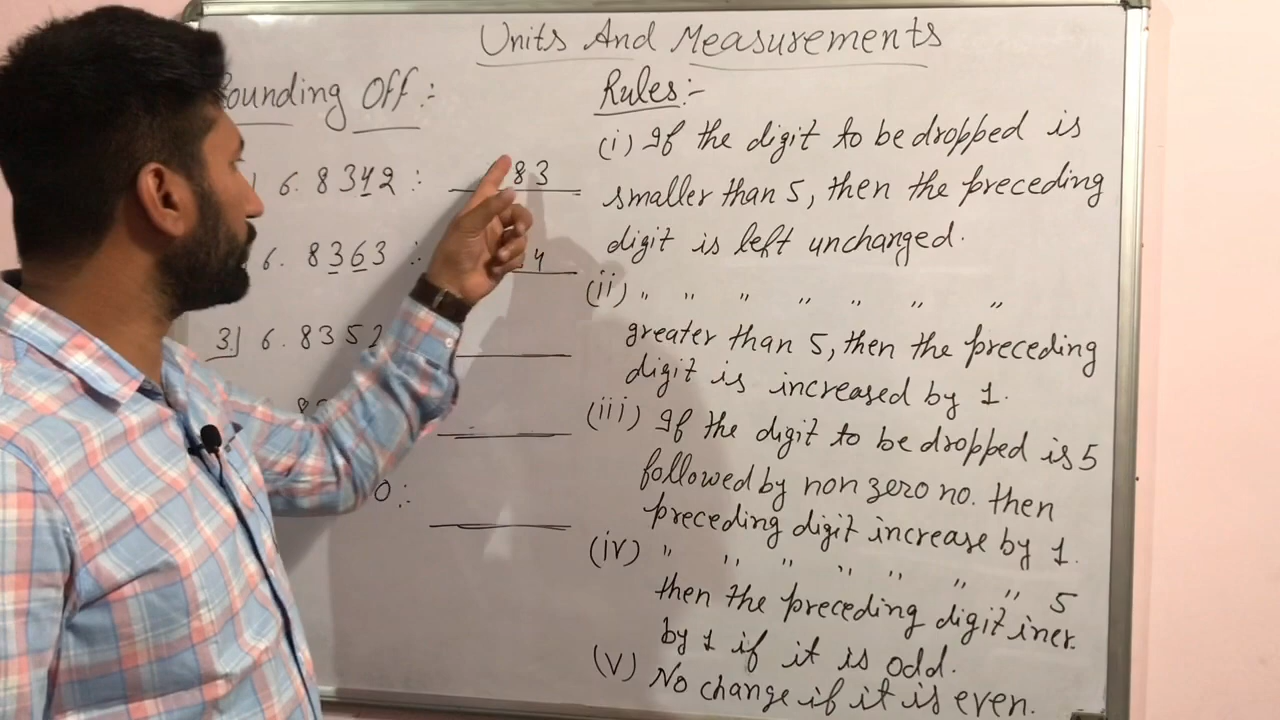 Units And Measurements
ounding Off :-
6.8342 : 83
6.8363 : 4
3.) 6.8352
0:
Rules:-
(i) If the digit to be dropped is
smaller than 5, then the preceding
digit is left unchanged.
(ii) " " " " " " "
greater than 5, then the preceding
digit is increased by 1.
(iii) If the digit to be dropped is 5
followed by non zero no. then
preceding digit increase by 1.
(iv) " " " " " " " 5
then the preceding digit incr.
by 1 if it is odd.
(v) No change if it is even.